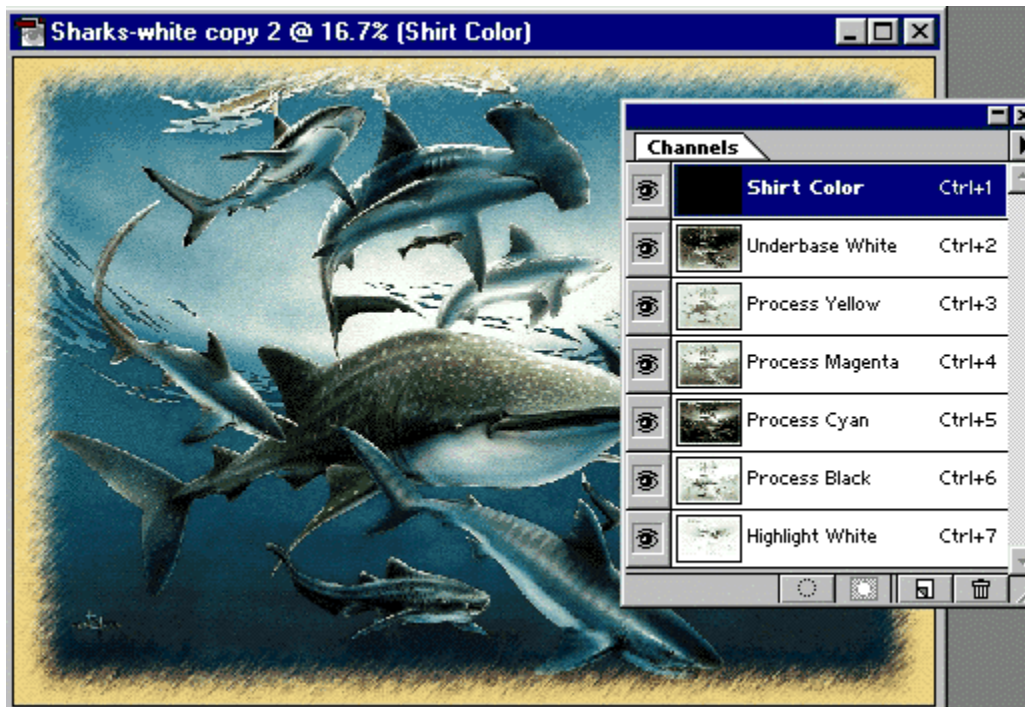 Sharks-white copy 2 @ 16.7% (Shirt Color)
Channels
Shirt Color Ctrl+1
Underbase White Ctrl+2
Process Yellow Ctrl+3
Process Magenta Ctrl+4
Process Cyan Ctrl+5
Process Black Ctrl+6
Highlight White Ctrl+7